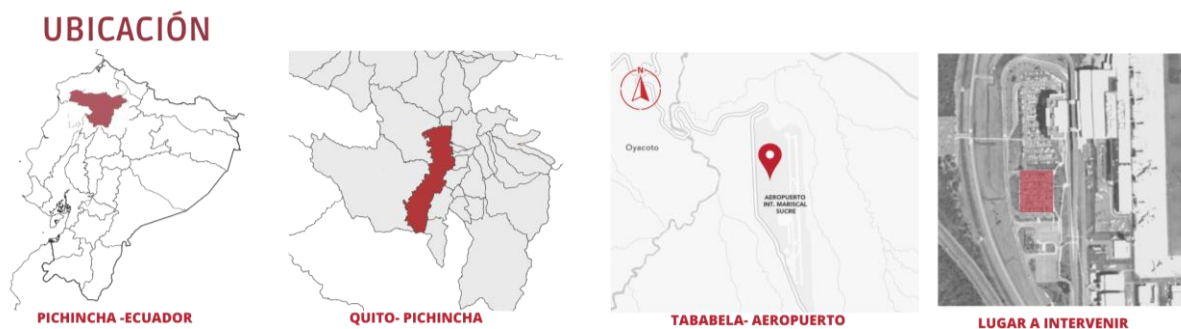 UBICACIÓN
PICHINCHA -ECUADOR
QUITO- PICHINCHA
N
Oyacoto
AEROPUERTO
INT. MARISCAL
SUCRE
TABABELA- AEROPUERTO
LUGAR A INTERVENIR